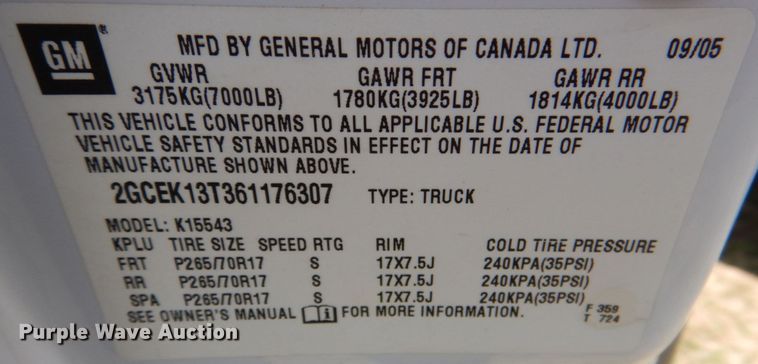 GM
MFD BY GENERAL MOTORS OF CANADA LTD. 09/05
GVWR GAWR FRT GAWR RR
3175KG(7000LB) 1780KG(3925LB) 1814KG(4000LB)
THIS VEHICLE CONFORMS TO ALL APPLICABLE U.S. FEDERAL MOTOR
VEHICLE SAFETY STANDARDS IN EFFECT ON THE DATE OF
MANUFACTURE SHOWN ABOVE.
2GCEK13T361176307 TYPE: TRUCK
MODEL: K15543
KPLU TIRE SIZE SPEED RTG RIM COLD TIRE PRESSURE
FRT P265/70R17 S 17X7.5J 240KPA(35PSI)
RR P265/70R17 S 17X7.5J 240KPA(35PSI)
SPA P265/70R17 S 17X7.5J 240KPA(35PSI)
SEE OWNER'S MANUAL i FOR MORE INFORMATION. F 359
T 724
Purple Wave Auction